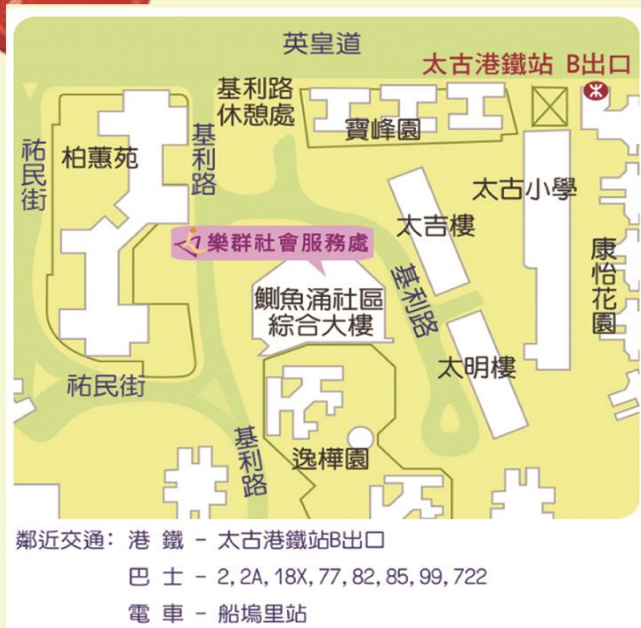 英皇道
太古港鐵站 B出口
基利路
休憩處
寶峰園
祐民街
柏蕙苑
基利路
太古小學
太吉樓
樂群社會服務處
康怡花園
鰂魚涌社區
綜合大樓
基利路
太明樓
祐民街
基利路
逸樺園
鄰近交通: 港 鐵 - 太古港鐵站B出口
巴 士 - 2, 2A, 18X, 77, 82, 85, 99, 722
電 車 - 船塢里站